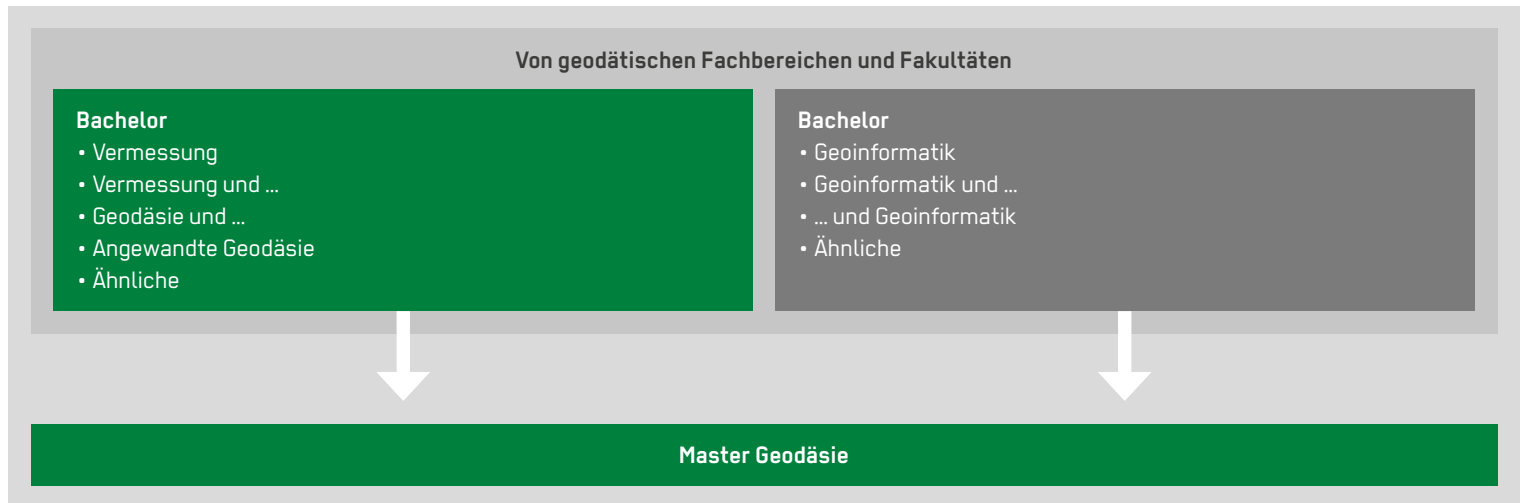 Von geodätischen Fachbereichen und Fakultäten
Bachelor
• Vermessung
• Vermessung und ...
• Geodäsie und ...
• Angewandte Geodäsie
• Ähnliche
Bachelor
• Geoinformatik
• Geoinformatik und ...
• ... und Geoinformatik
• Ähnliche
Master Geodäsie